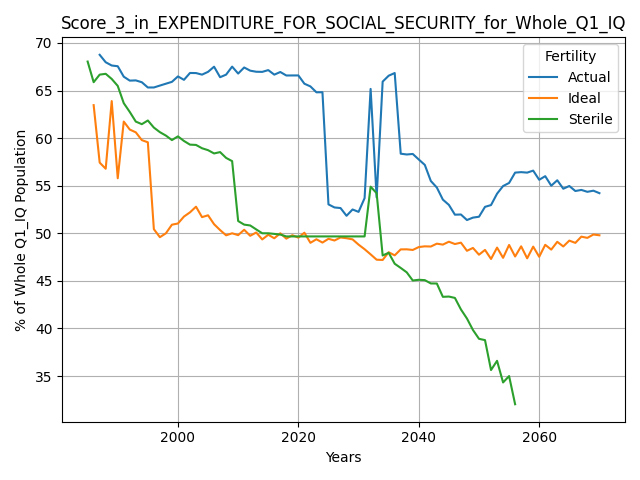 Score_3_in_EXPENDITURE_FOR_SOCIAL_SECURITY_for_Whole_Q1_IQ
Fertility
Actual
Ideal
Sterile
% of Whole Q1_IQ Population
70
65
60
55
50
45
40
35
2000
2020
2040
2060
Years